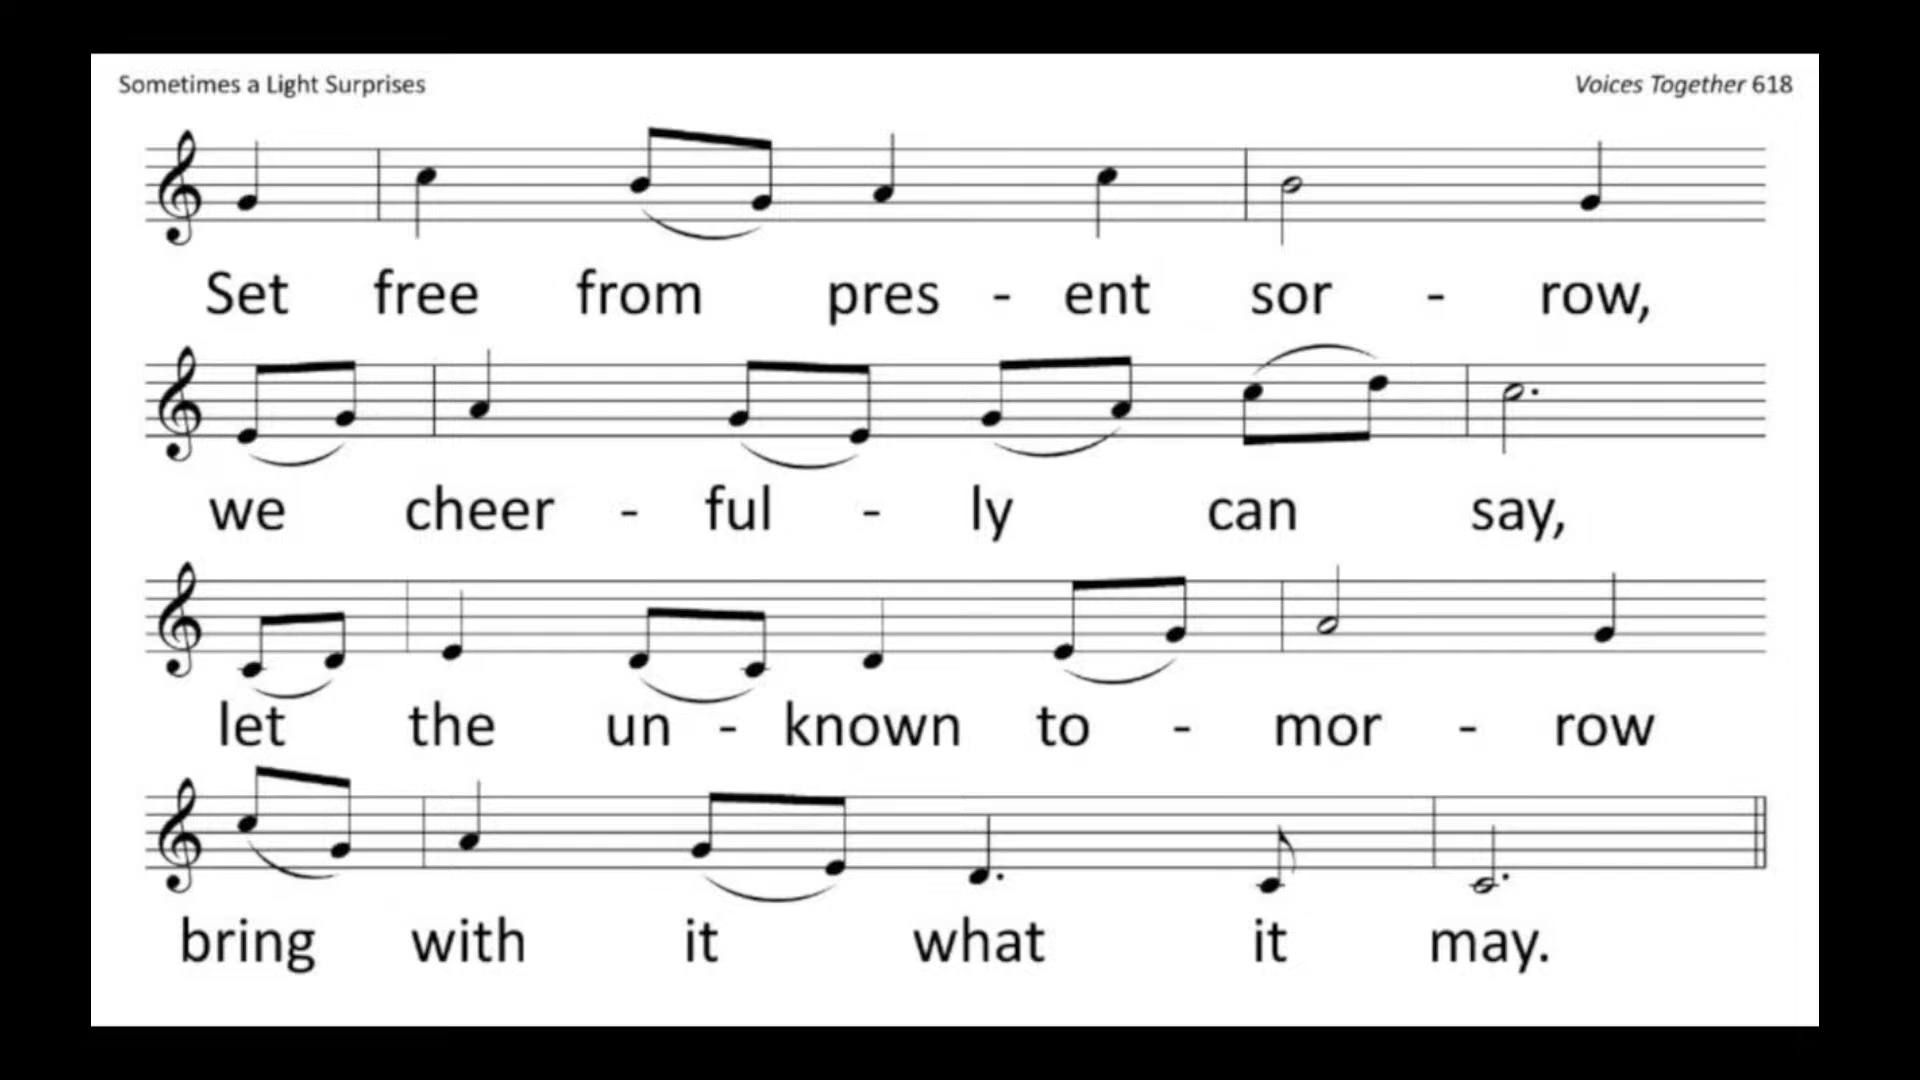 Sometimes a Light Surprises
Voices Together 618
Set free from pres - ent sor - row,
we cheer - ful - ly can say,
let the un - known to - mor - row
bring with it what it may.